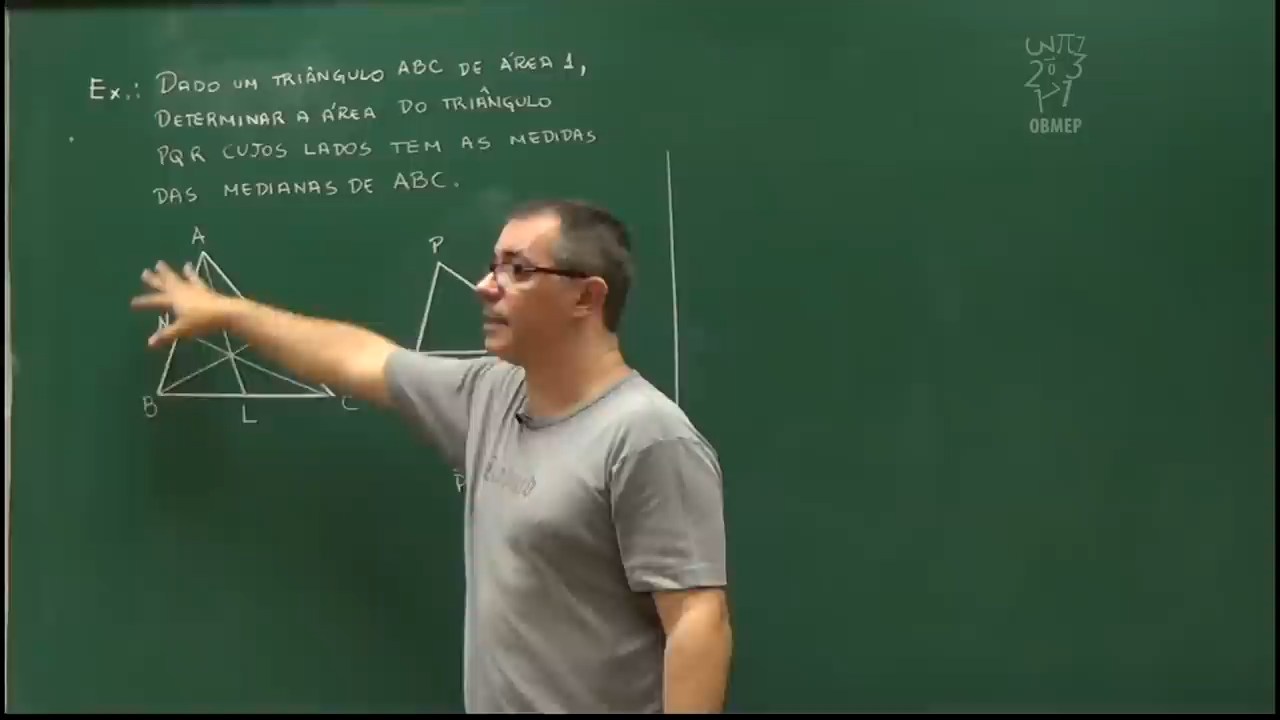 Ex.: DADO UM TRIÂNGULO ABC DE ÁREA 1,
DETERMINAR A ÁREA DO TRIÂNGULO
PQR CUJOS LADOS TEM AS MEDIDAS
DAS MEDIANAS DE ABC.
A
P
N
B
L
C
P
OBMEP